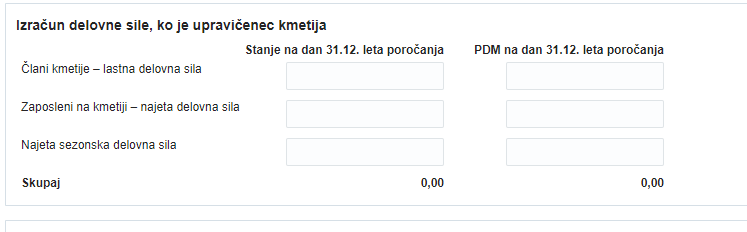 Izračun delovne sile, ko je upravičenec kmetija
Stanje na dan 31.12. leta poročanja PDM na dan 31.12. leta poročanja
Člani kmetije – lastna delovna sila
Zaposleni na kmetiji – najeta delovna sila
Najeta sezonska delovna sila
Skupaj 0,00 0,00